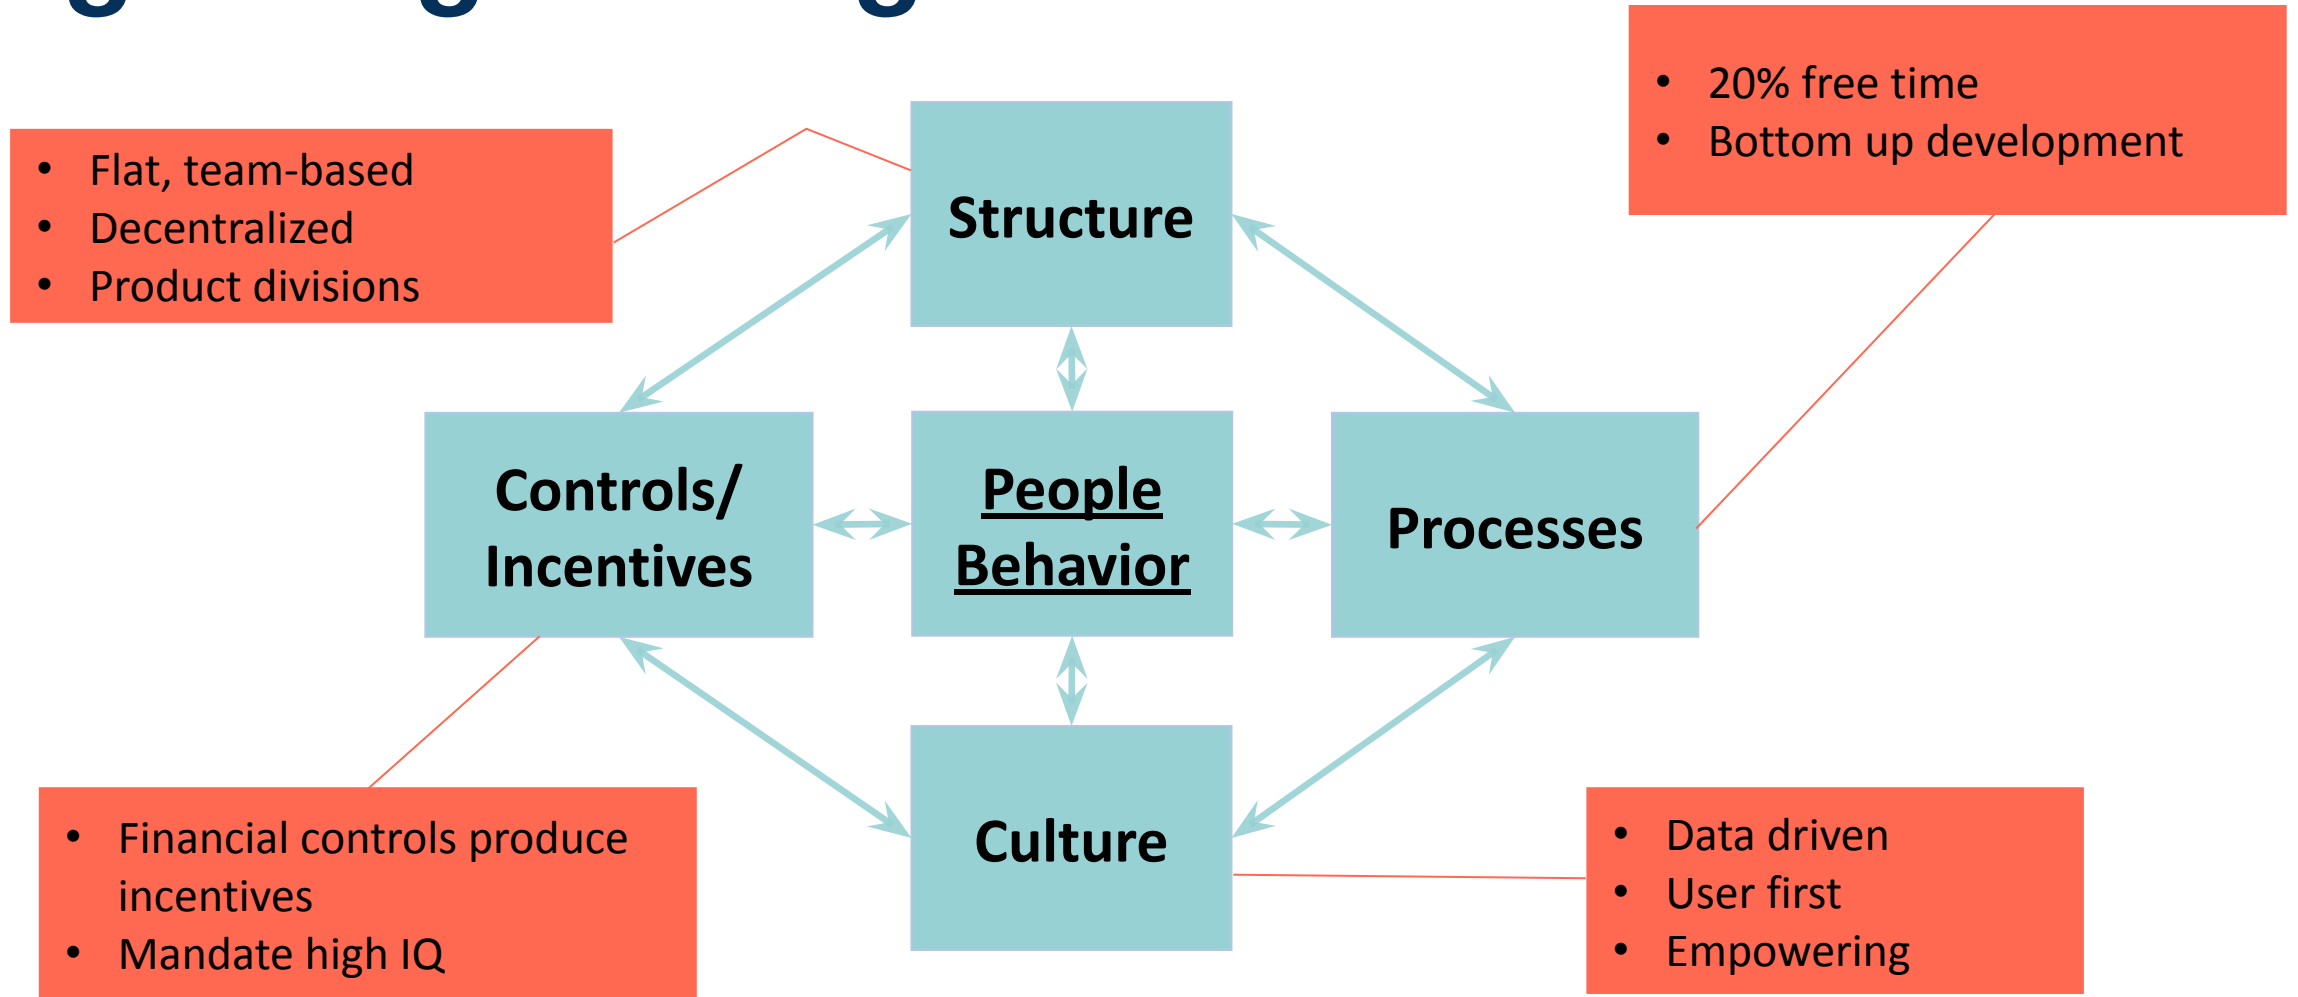 • 20% free time
• Bottom up development
• Flat, team-based
• Decentralized
• Product divisions
Structure
Controls/
Incentives
People
Behavior
Processes
Culture
• Financial controls produce
incentives
• Mandate high IQ
• Data driven
• User first
• Empowering